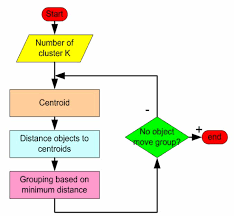 Start
Number of
cluster K
Centroid
Distance objects to
centroids
Grouping based on
minimum distance
No object
move group?
-
+
end